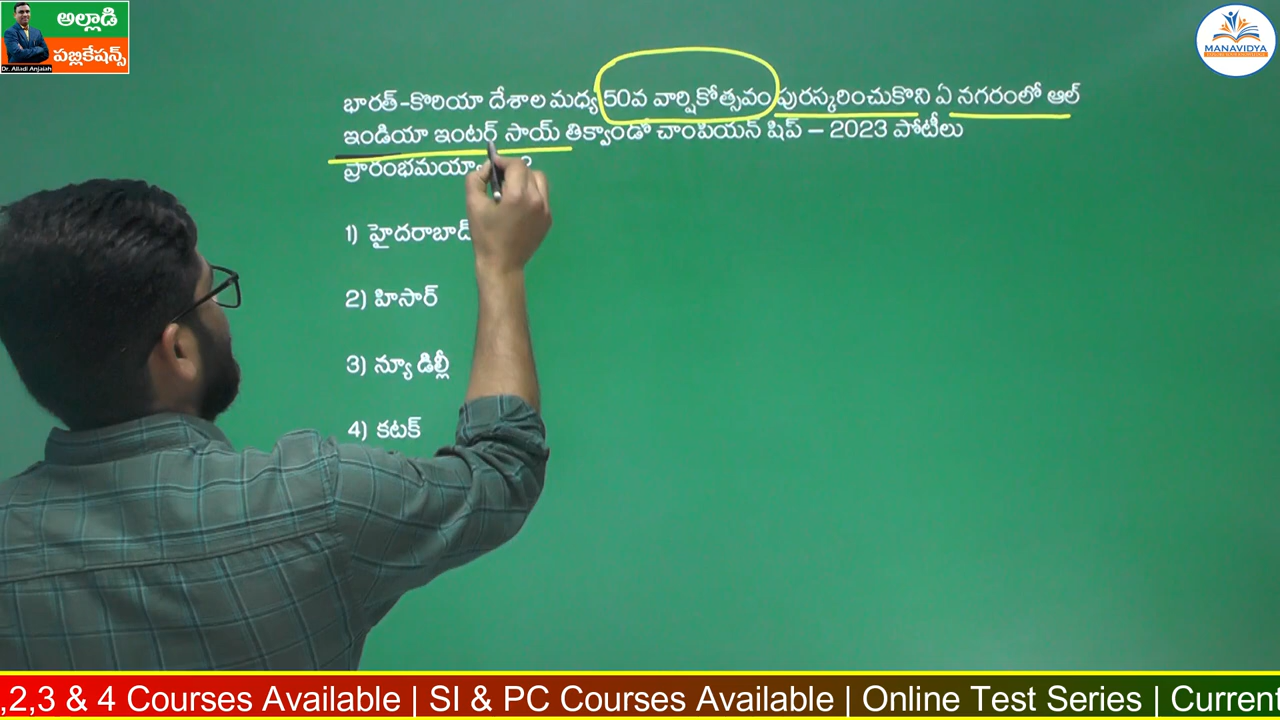 అల్లాడి
పబ్లికేషన్స్
Dr. Alladi Anjaiah
MANAVIDYA
భారత్-కొరియా దేశాల మధ్య 50వ వార్షికోత్సవం పురస్కరించుకొని ఏ నగరంలో ఆల్
ఇండియా ఇంటర్ సాయ్ తిక్వాండో చాంపియన్ షిప్ – 2023 పోటీలు
ప్రారంభమయా ?
1) హైదరాబాద్
2) హిసార్
3) న్యూ డిల్లీ
4) కటక్
,2,3 & 4 Courses Available | SI & PC Courses Available | Online Test Series | Current